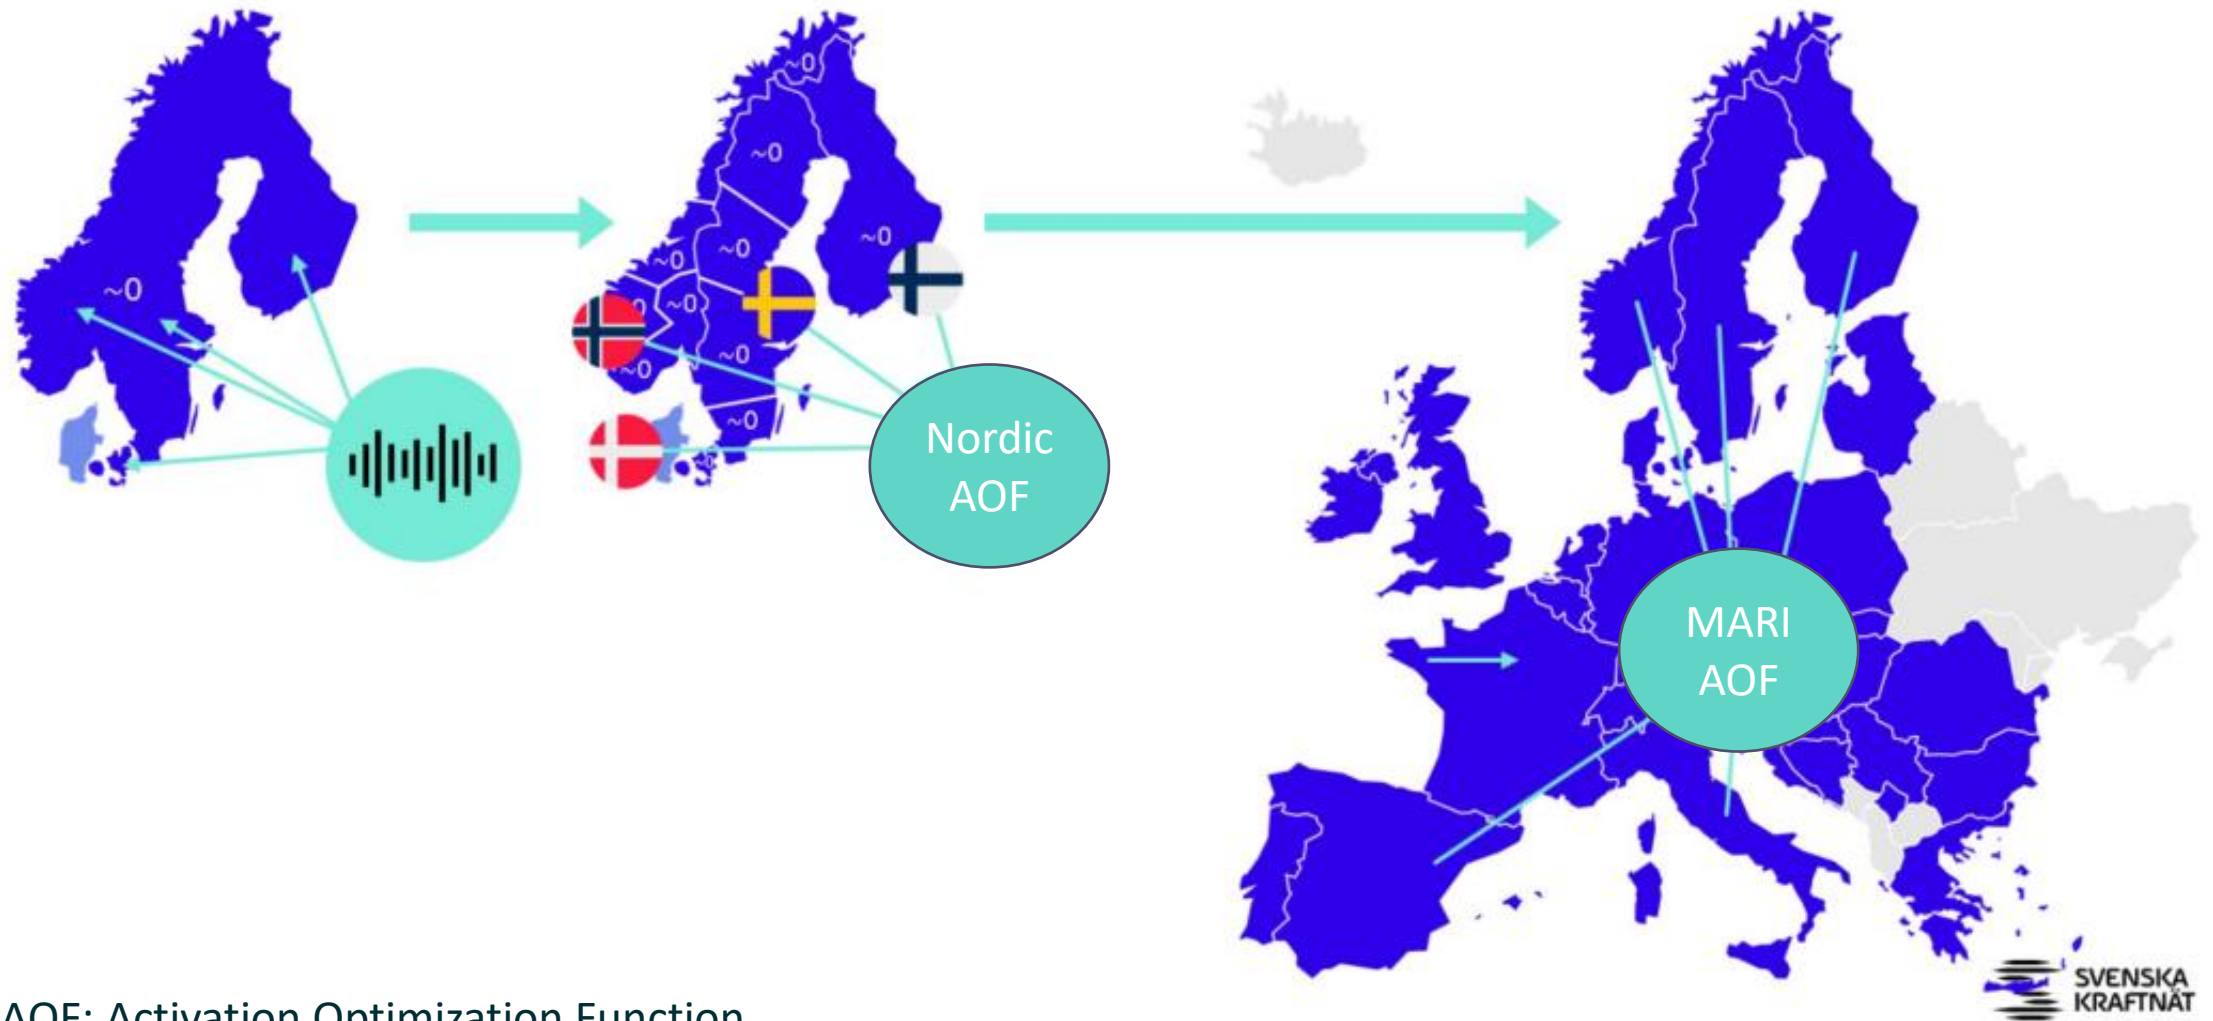 ~0
~0
~0
~0
~0
~0
~0
~0
~0
~0
Nordic
AOF
MARI
AOF
SVENSKA
KRAFTNÄT
AOF: Activation Optimization Function